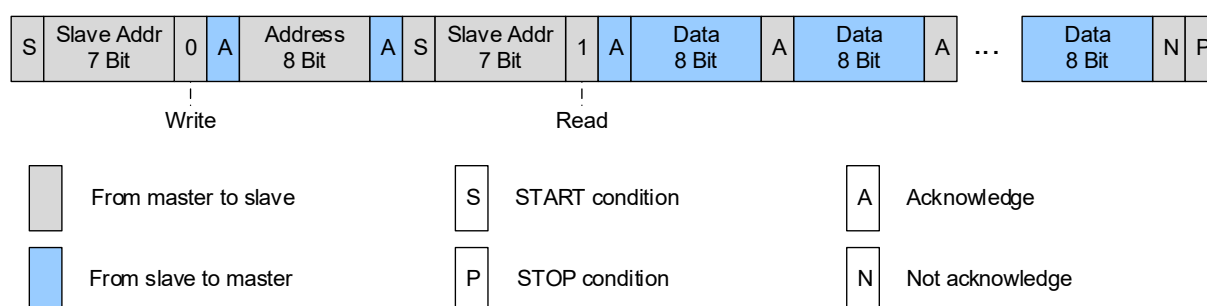 S Slave Addr 7 Bit 0 A Address 8 Bit A S Slave Addr 7 Bit 1 A Data 8 Bit A Data 8 Bit A ... Data 8 Bit N P
Write Read
From master to slave S START condition A Acknowledge
From slave to master P STOP condition N Not acknowledge